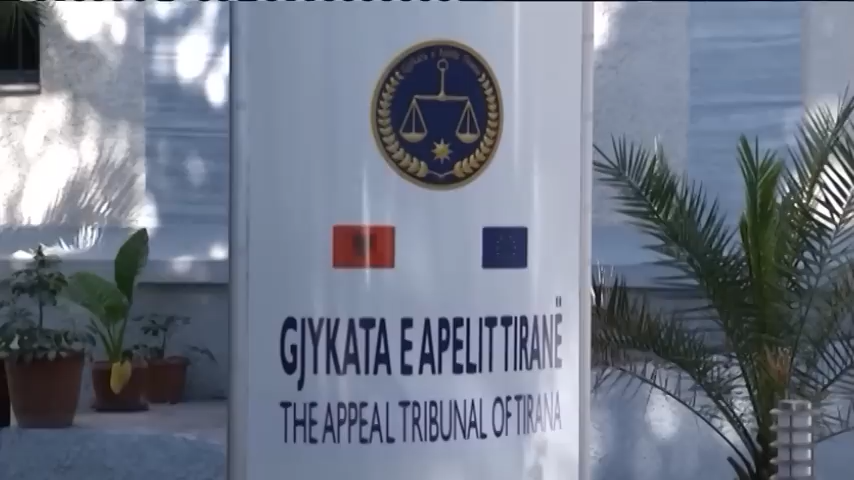 GJYKATA E APELIT TIRANË
THE APPEAL TRIBUNAL OF TIRANA